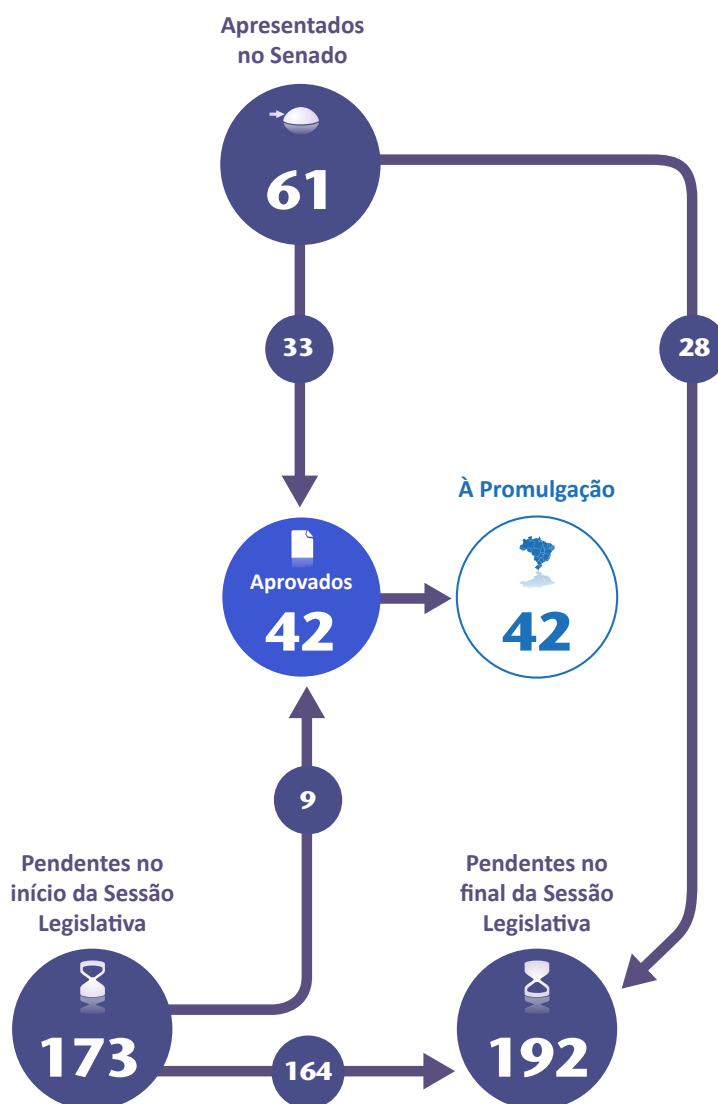 Apresentados
no Senado
61
33
28
À Promulgação
Aprovados
42
42
9
Pendentes no
início da Sessão
Legislativa
Pendentes no
final da Sessão
Legislativa
173
164
192